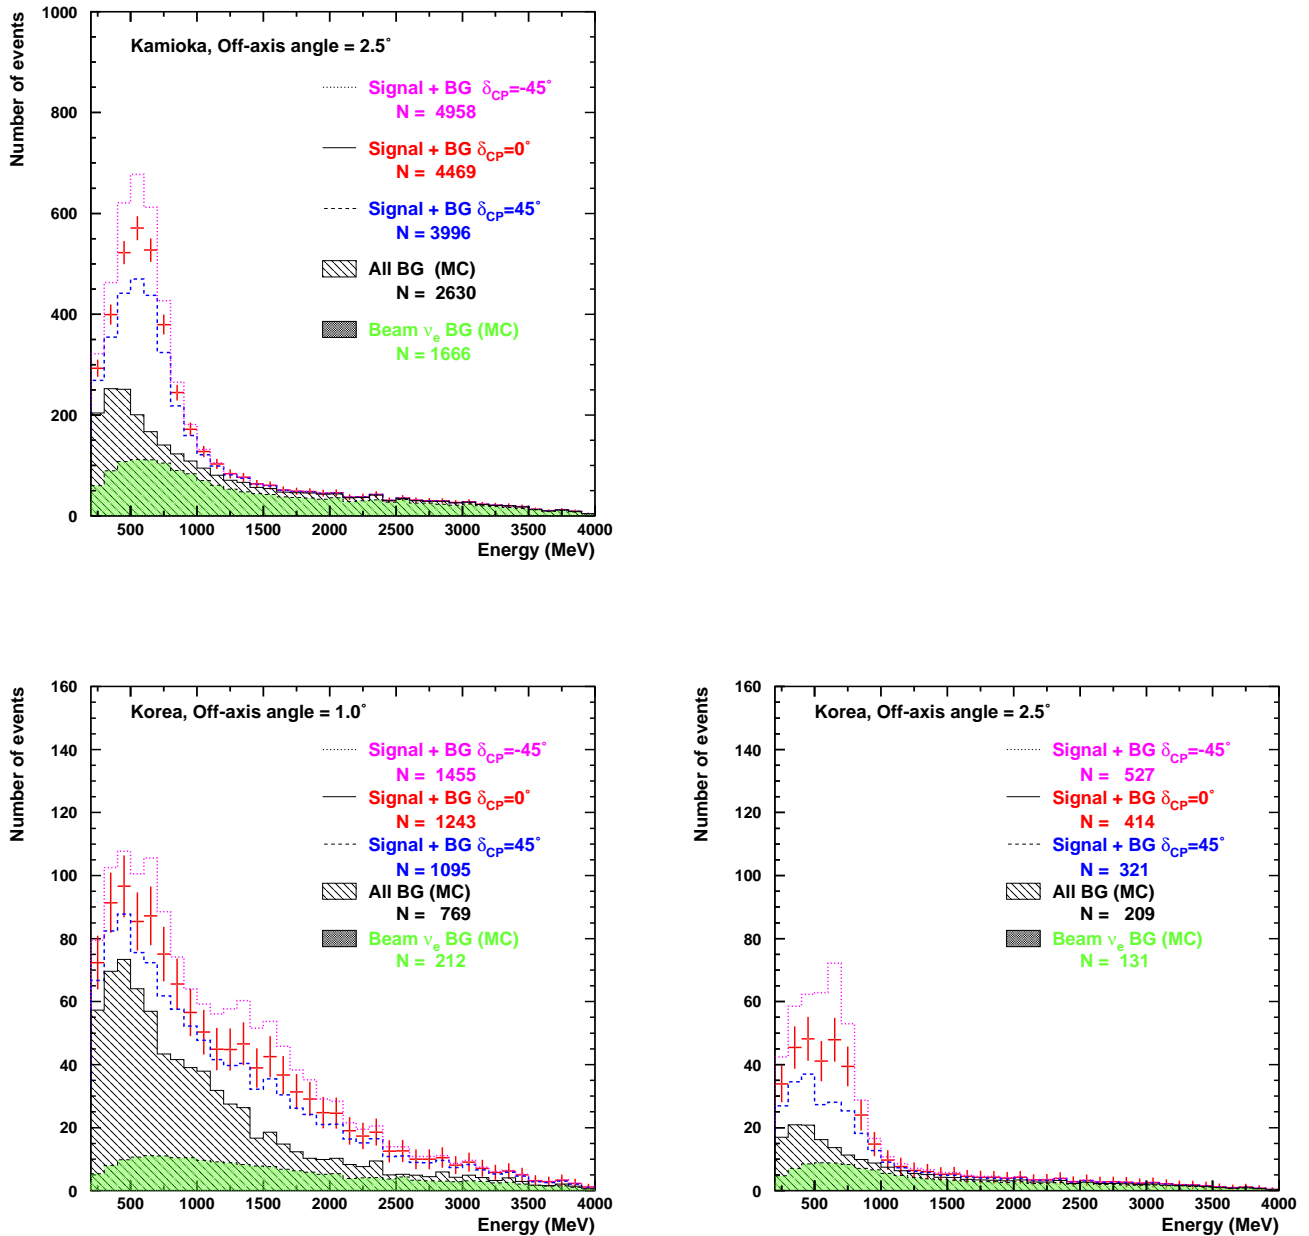 Kamioka, Off-axis angle = 2.5°
Number of events
1000
800
600
400
200
0
Signal + BG δCP=-45°
N = 4958
Signal + BG δCP=0°
N = 4469
Signal + BG δCP=45°
N = 3996
All BG (MC)
N = 2630
Beam νe BG (MC)
N = 1666
500 1000 1500 2000 2500 3000 3500 4000
Energy (MeV)
Korea, Off-axis angle = 1.0°
Number of events
160
140
120
100
80
60
40
20
0
Signal + BG δCP=-45°
N = 1455
Signal + BG δCP=0°
N = 1243
Signal + BG δCP=45°
N = 1095
All BG (MC)
N = 769
Beam νe BG (MC)
N = 212
500 1000 1500 2000 2500 3000 3500 4000
Energy (MeV)
Korea, Off-axis angle = 2.5°
Number of events
160
140
120
100
80
60
40
20
0
Signal + BG δCP=-45°
N = 527
Signal + BG δCP=0°
N = 414
Signal + BG δCP=45°
N = 321
All BG (MC)
N = 209
Beam νe BG (MC)
N = 131
500 1000 1500 2000 2500 3000 3500 4000
Energy (MeV)